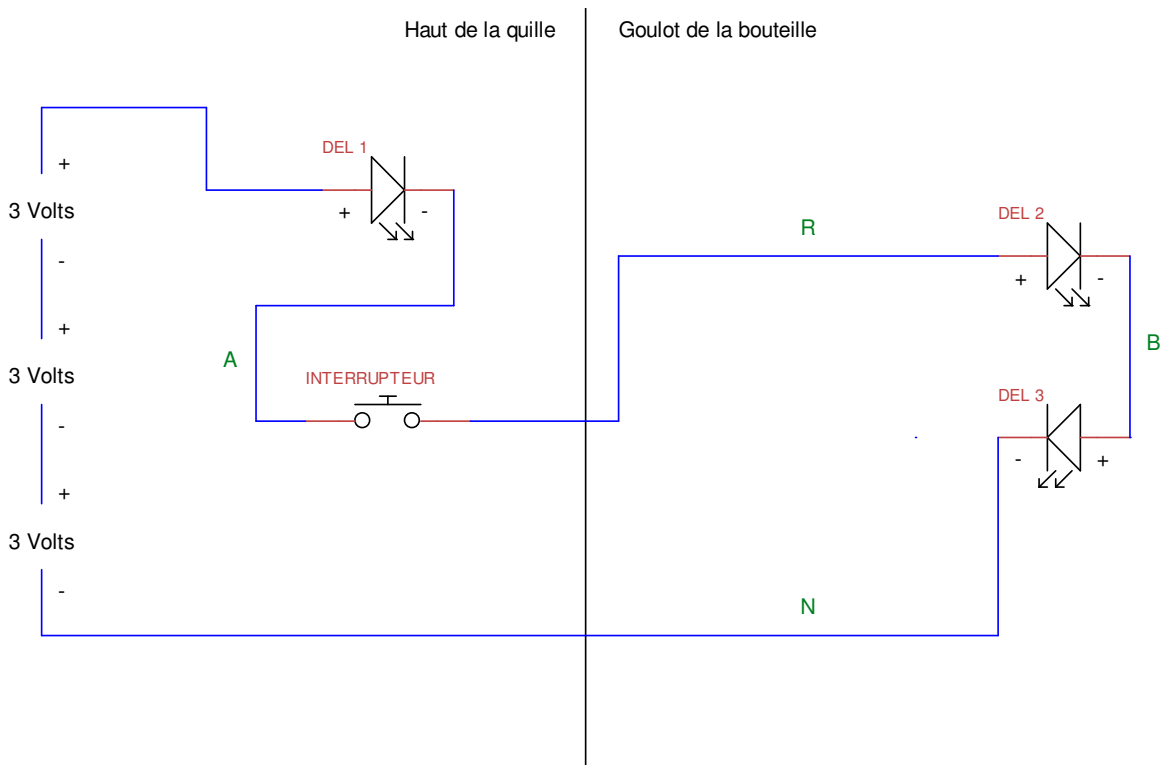 Haut de la quille
Goulot de la bouteille
DEL 1
+
3 Volts
+
-
DEL 2
R
-
+
-
+
B
A
3 Volts
INTERRUPTEUR
DEL 3
-
-
+
+
3 Volts
-
N